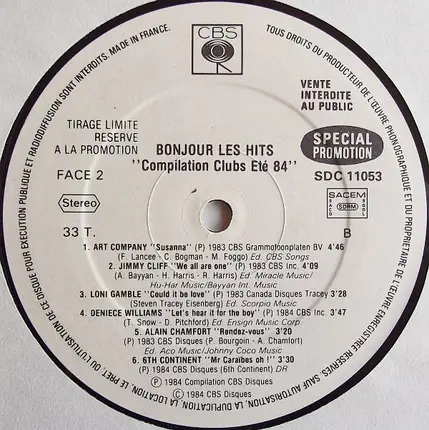 CBS
TOUS DROITS DU PRODUCTEUR DE L'ŒUVRE PHONOGRAPHIQUE ET DU PROPRIETAIRE DE L'ŒUVRE ENREGISTRÉE RÉSERVÉS. SAUF AUTORISATION, LA DUPLICATION, LA LOCATION, LE PRET, OU L'UTILISATION DE CE DISQUE POUR EXECUTION PUBLIQUE ET RADIODIFFUSION SONT INTERDITS. MADE IN FRANCE.
VENTE
INTERDITE
AU PUBLIC
TIRAGE LIMITE
RESERVE
A LA PROMOTION
BONJOUR LES HITS
"Compilation Clubs Eté 84"
SPECIAL
PROMOTION
FACE 2
SDC 11053
Stereo
SACEM
SDRM
33 T.
B
1. ART COMPANY "Susanna" (P) 1983 CBS Grammofoonplaten BV 4'46
(F. Lancee - C. Bogman - M. Foggo) Ed. CBS Songs
2. JIMMY CLIFF "We all are one" (P) 1983 CBS Inc. 4'09
(A. Bayyan - H. Harris - R. Harris) Ed. Miracle Music/
Hu-Har Music/Bayyan Int. Music
3. LONI GAMBLE "Could it be love" (P) 1983 Canada Disques Tracey 3'28
(Steven Tracey Eisenberg) Ed. Scorpio Music
4. DENIECE WILLIAMS "Let's hear it for the boy" (P) 1984 CBS Inc. 3'47
(T. Snow - D. Pitchford) Ed. Ensign Music Corp.
5. ALAIN CHAMFORT "Rendez-vous" 3'20
(P) 1983 CBS Disques (P. Bourgoin - A. Chamfort)
Ed. Aco Music/Johnny Coco Music
6. 6TH CONTINENT "Mr Caraibes oh !" 3'30
(P) 1984 CBS Disques (6th Continent) DR
(P) 1984 Compilation CBS Disques
(C) 1984 CBS Disques